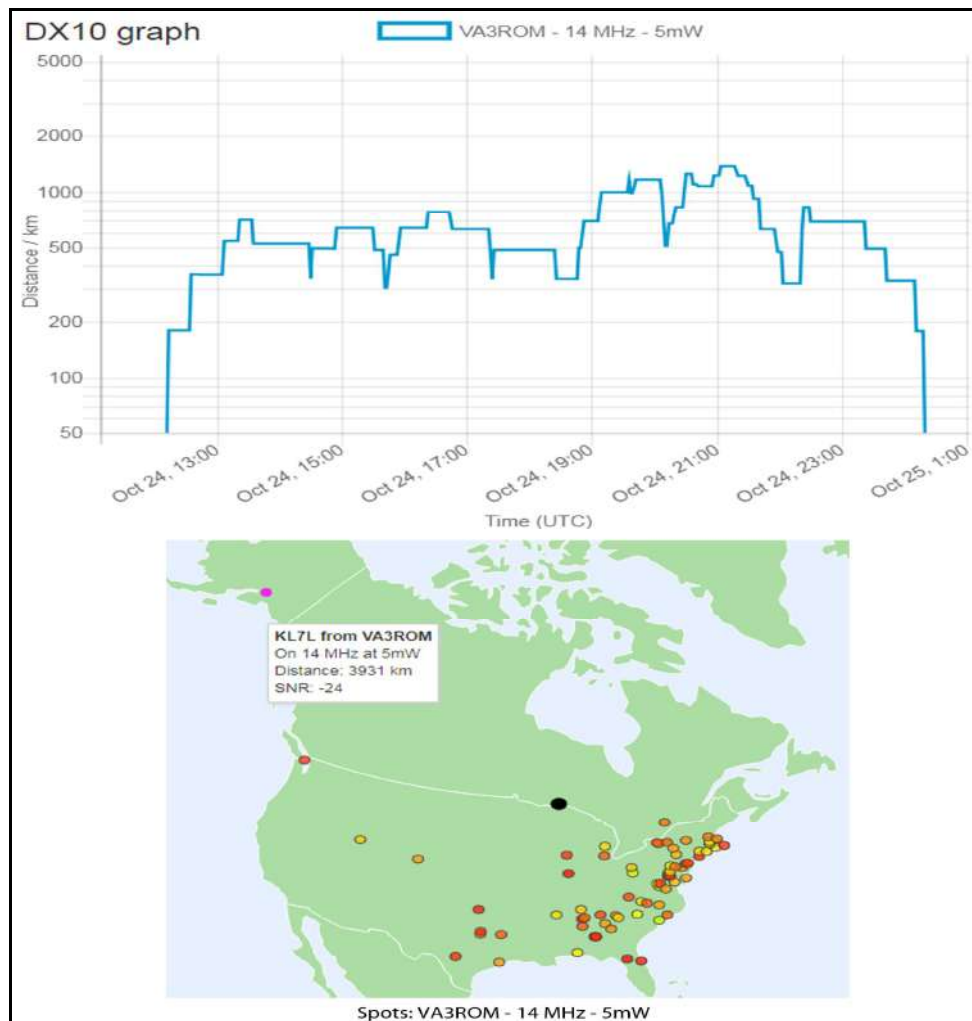 DX10 graph
VA3ROM - 14 MHz - 5mW
5000
2000
1000
500
200
100
50
Distance / km
Oct 24, 13:00
Oct 24, 15:00
Oct 24, 17:00
Oct 24, 19:00
Oct 24, 21:00
Oct 24, 23:00
Oct 25, 1:00
Time (UTC)
KL7L from VA3ROM
On 14 MHz at 5mW
Distance: 3931 km
SNR: -24
Spots: VA3ROM - 14 MHz - 5mW